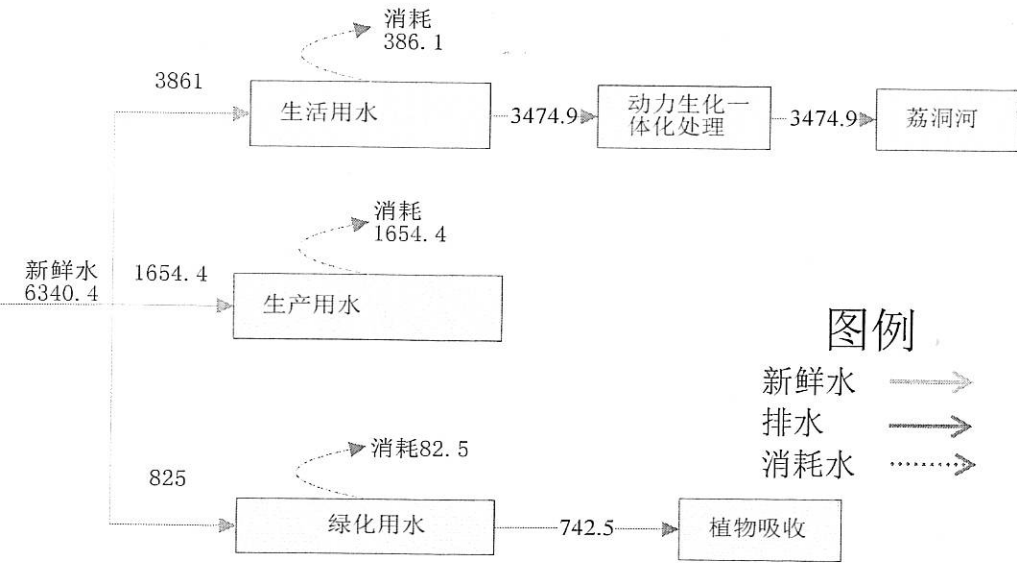 消耗
386.1
3861
生活用水
3474.9
动力生化一
体化处理
3474.9
荔洞河
消耗
1654.4
新鲜水
6340.4
1654.4
生产用水
图例
新鲜水
排水
消耗水
消耗82.5
825
绿化用水
742.5
植物吸收